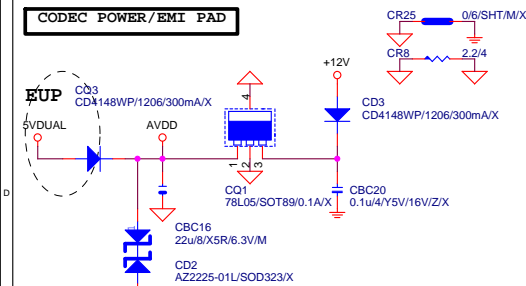 CODEC POWER/EMI PAD
CR25
0/6/SHT/M/X
CR8
2.2/4
+12V
EUP
CQ3
CD4148WP/1206/300mA/X
5VDUAL
AVDD
4
CD3
CD4148WP/1206/300mA/X
1
2
3
CQ1
78L05/SOT89/0.1A/X
CBC20
0.1u/4/Y5V/16V/Z/X
D
CBC16
22u/8/X5R/6.3V/M
CD2
AZ2225-01L/SOD323/X